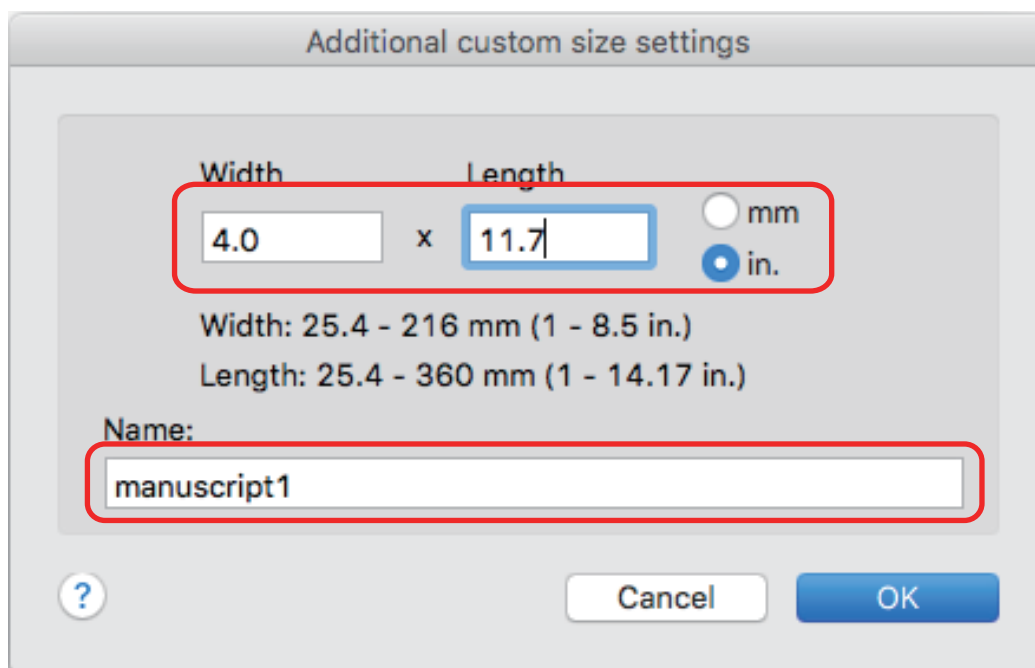 Additional custom size settings
Width Length
4.0 x 11.7 mm
in.
Width: 25.4 - 216 mm (1 - 8.5 in.)
Length: 25.4 - 360 mm (1 - 14.17 in.)
Name:
manuscript1
? Cancel OK